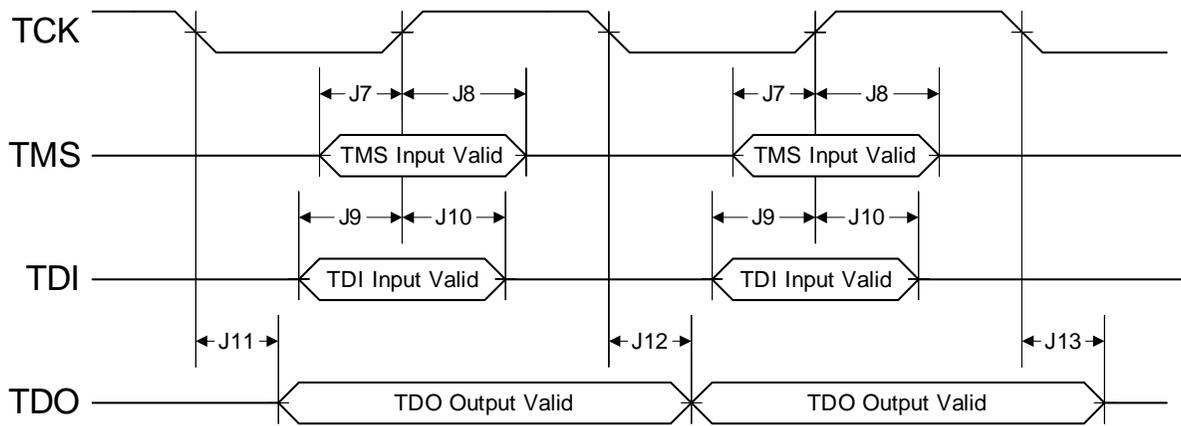 TCK
J7 J8 J7 J8
TMS TMS Input Valid TMS Input Valid
J9 J10 J9 J10
TDI TDI Input Valid TDI Input Valid
J11 J12 J13
TDO TDO Output Valid TDO Output Valid